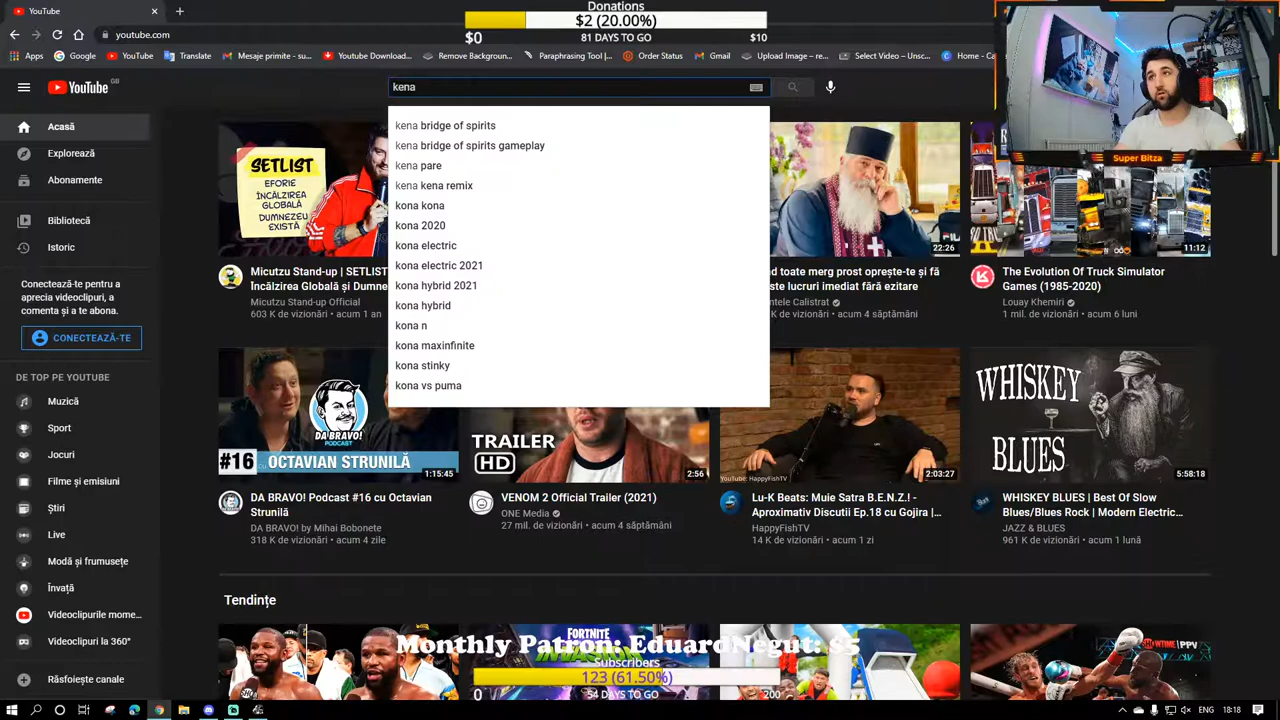 YouTube
Donations
$2 (20.00%)
$0
81 DAYS TO GO
$10
youtube.com
Apps
Google
YouTube
Translate
Mesaje primite - g...
Youtube Download...
Remove Backgroun...
Paraphrasing Tool |...
Order Status
Gmail
Upload Image - R...
Select Video – Unsc...
Home - C
YouTube GB
kena
Super Bitza
Acasă
Explorează
Abonamente
Bibliotecă
Istoric
Conectează-te pentru a
aprecia videoclipuri, a
comenta și a te abona.
CONECTEAZĂ-TE
DE TOP PE YOUTUBE
Muzică
Sport
Jocuri
Filme și emisiuni
Știri
Live
Modă și frumusețe
Învață
Videoclipurile mome...
Videoclipuri la 360°
Răsfoiește canale
kena bridge of spirits
kena bridge of spirits gameplay
kena pare
kena kena remix
kona kona
kona 2020
kona electric
kona electric 2021
kona hybrid 2021
kona hybrid
kona n
kona maxinfinite
kona stinky
kona vs puma
SETLIST
EFORIE
ÎNCĂLZIREA
GLOBALĂ
DUMNEZEU
EXISTĂ
22:26
11:12
Micutzu Stand-up | SETLIST
Încălzirea Globală și Dumne
Micutzu Stand-up Official
603 K de vizionări • acum 1 an
d toate merg prost oprește-te și fă
ste lucruri imediat fără ezitare
ntele Calistrat
de vizionări • acum 4 săptămâni
The Evolution Of Truck Simulator
Games (1985-2020)
Louay Khemiri
1 mil. de vizionări • acum 6 luni
DA BRAVO!
PODCAST
#16
OCTAVIAN STRUNILĂ
1:15:45
TRAILER
HD
2:56
YouTube: HappyFishTV
2:03:27
WHISKEY
BLUES
5:58:18
DA BRAVO! Podcast #16 cu Octavian
Strunilă
DA BRAVO! by Mihai Bobonete
318 K de vizionări • acum 4 zile
VENOM 2 Official Trailer (2021)
ONE Media
27 mil. de vizionări • acum 4 săptămâni
Lu-K Beats: Muie Satra B.E.N.Z.! -
Aproximativ Discutii Ep.18 cu Gojira |...
HappyFishTV
14 K de vizionări • acum 1 zi
WHISKEY BLUES | Best Of Slow
Blues/Blues Rock | Modern Electric...
JAZZ & BLUES
961 K de vizionări • acum 1 lună
Tendințe
FORTNITE
INVASION
SHOWTIME PPV
Monthly Patron: EduardNegut: $5
Subscribers
123 (61.50%)
0
54 DAYS TO GO
200
ENG
18:18